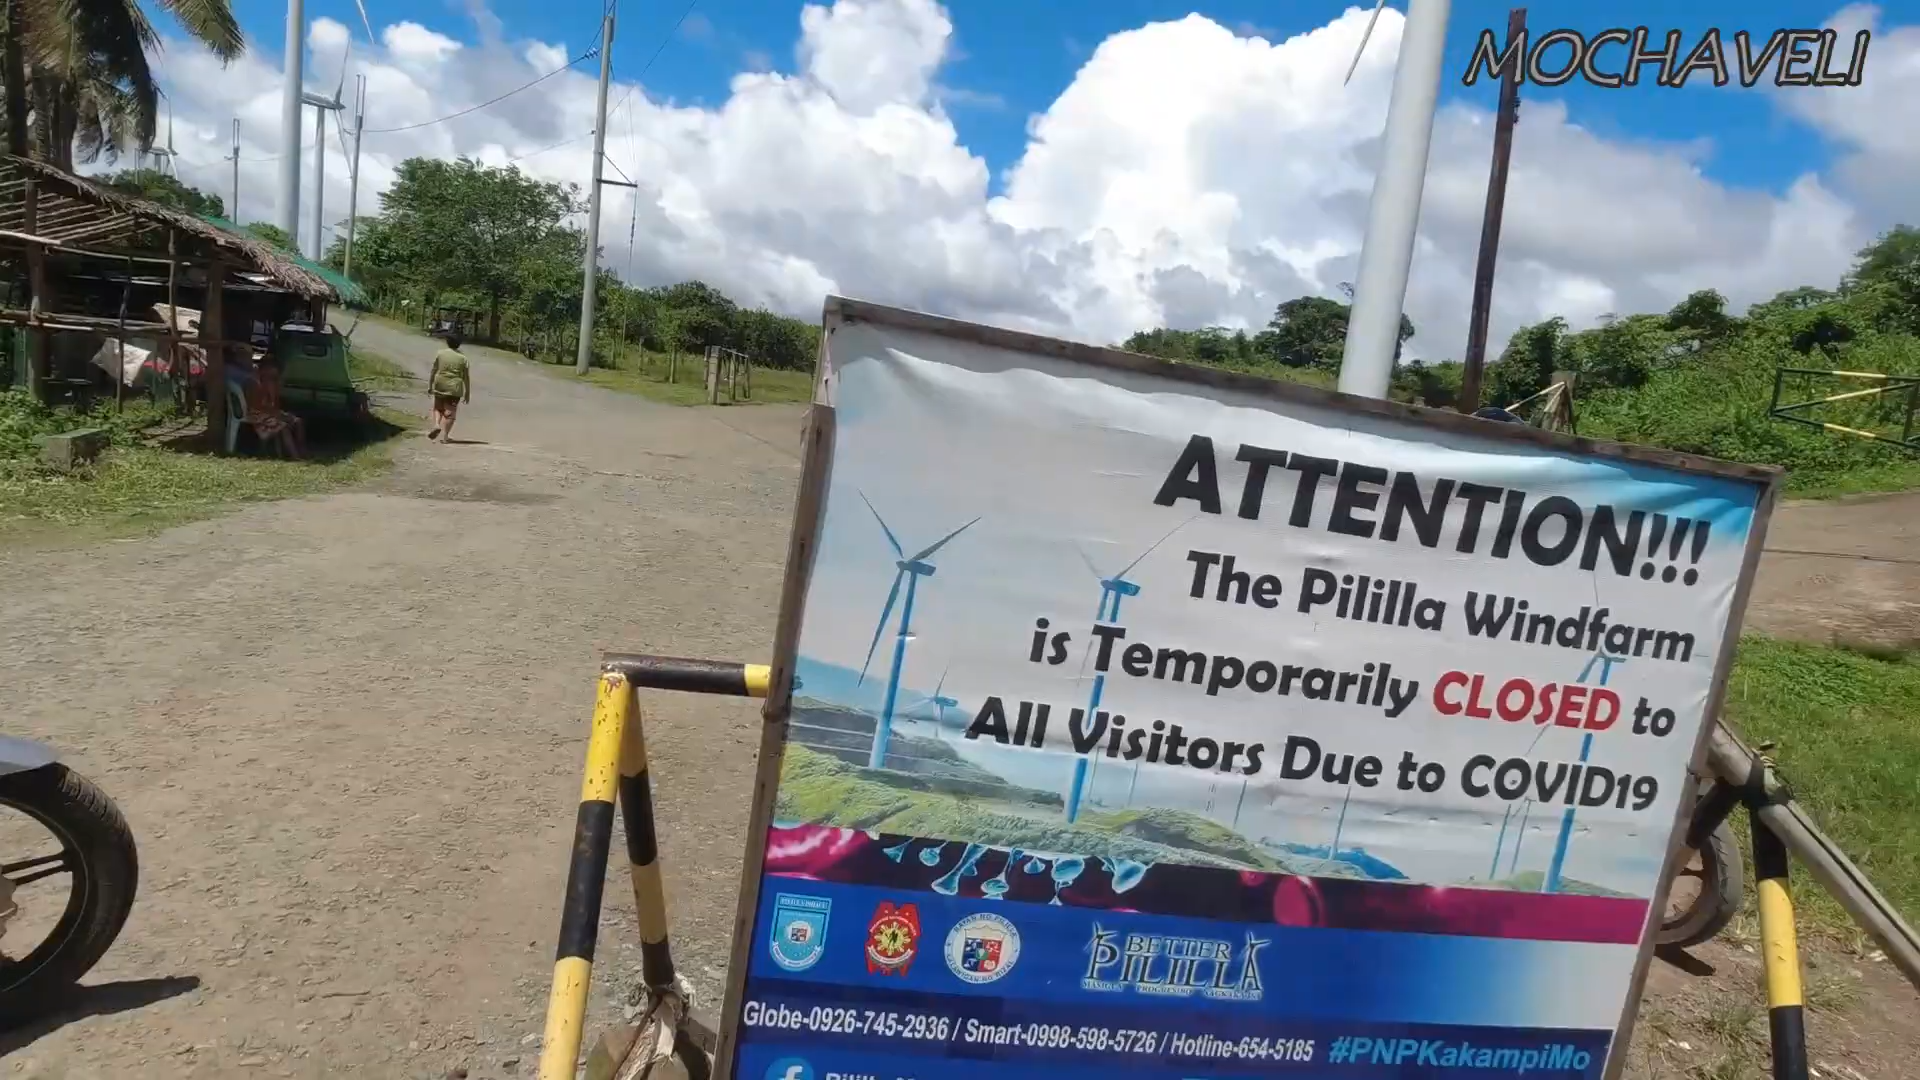 MOCHAVELI
ATTENTION!!!
The Pililla Windfarm
is Temporarily CLOSED to
All Visitors Due to COVID19
BETTER
PILILLA
Globe-0926-745-2936 / Smart-0998-598-5726 / Hotline-654-5185 #PNPKakampiMo